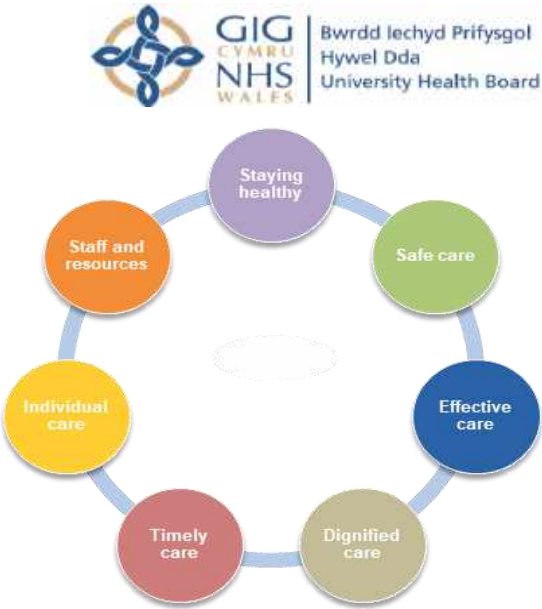 GIG
CYMRU
NHS
WALES
Bwrdd Iechyd Prifysgol
Hywel Dda
University Health Board
Staying
healthy
Safe care
Effective
care
Dignified
care
Timely
care
Individual
care
Staff and
resources